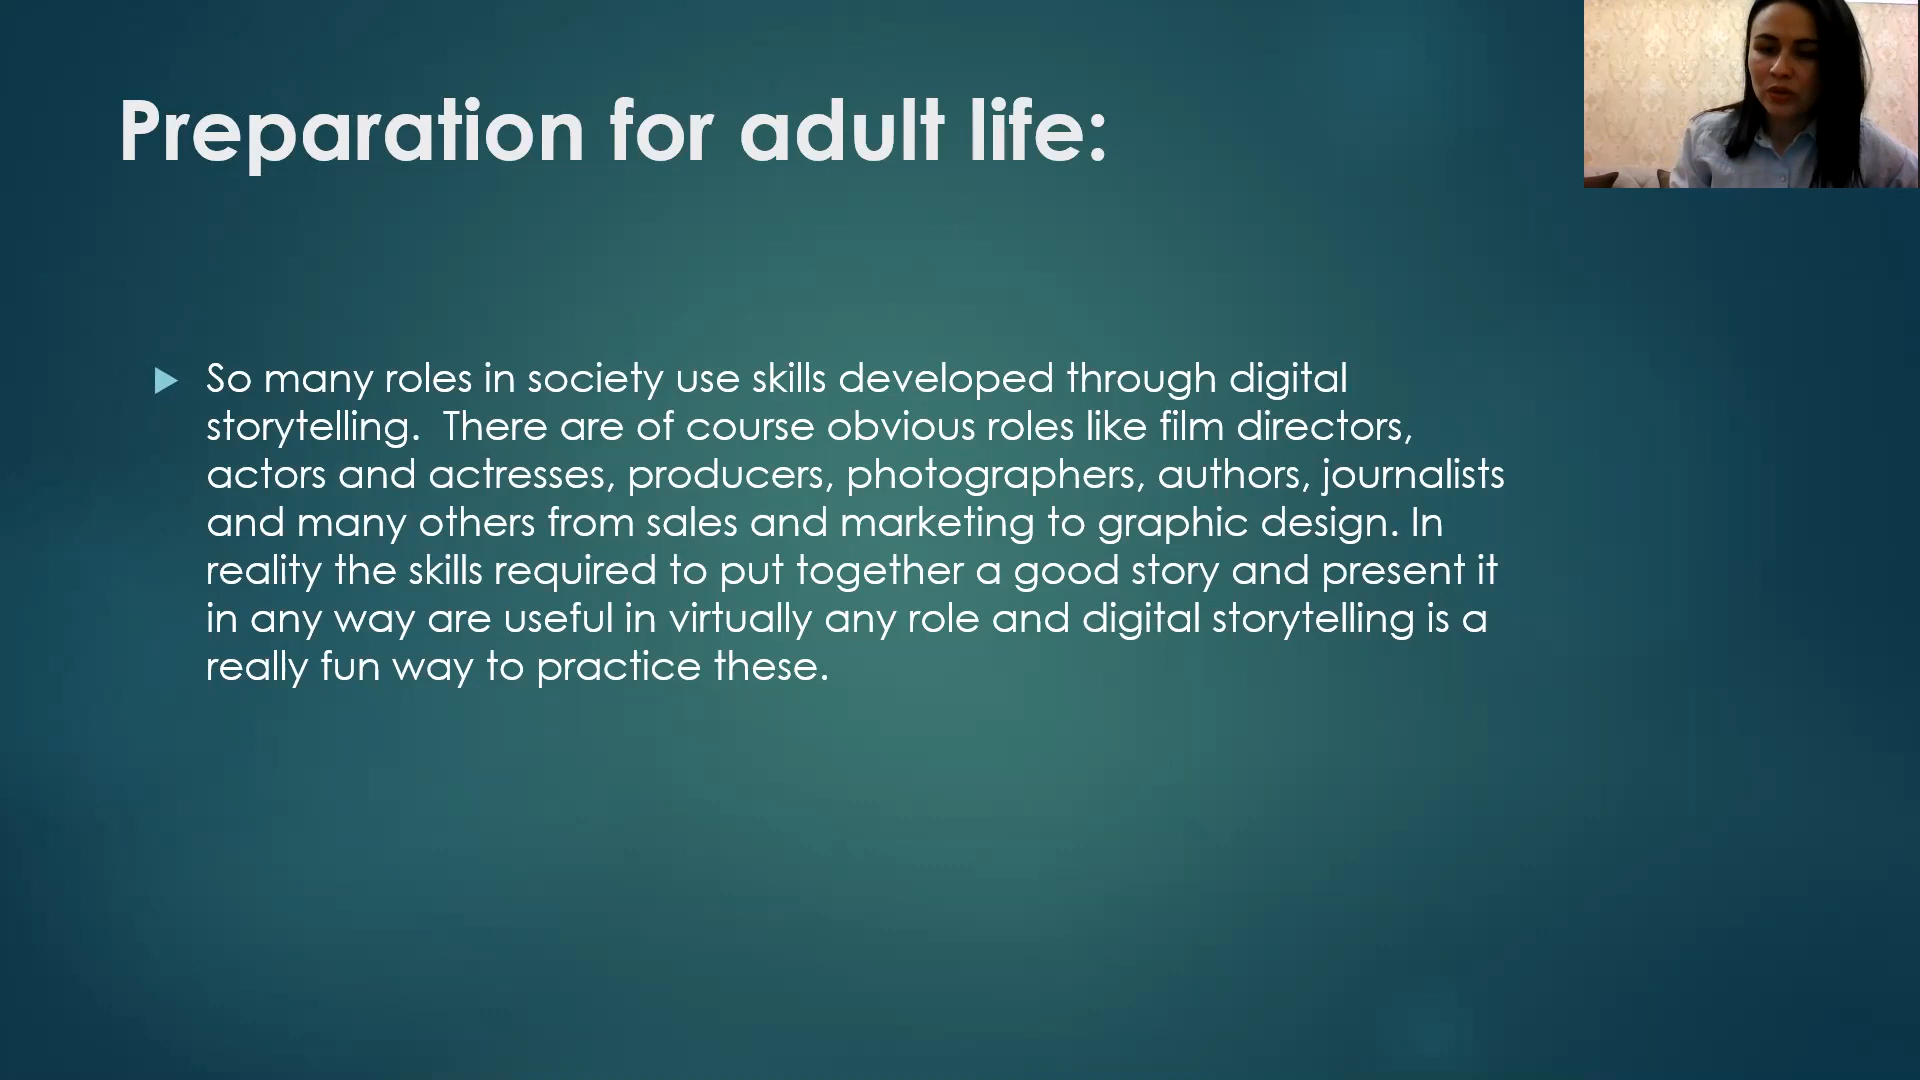 Preparation for adult life:
So many roles in society use skills developed through digital
storytelling.  There are of course obvious roles like film directors,
actors and actresses, producers, photographers, authors, journalists
and many others from sales and marketing to graphic design. In
reality the skills required to put together a good story and present it
in any way are useful in virtually any role and digital storytelling is a
really fun way to practice these.